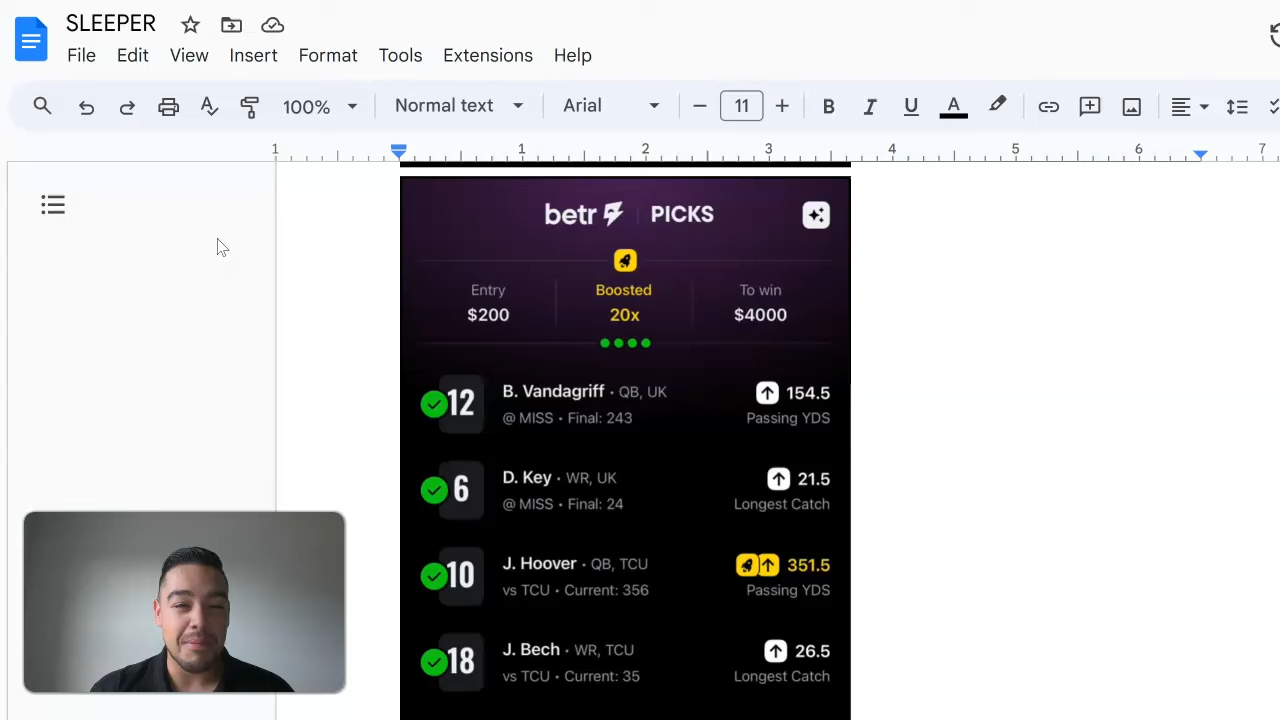 SLEEPER
File Edit View Insert Format Tools Extensions Help
100% Normal text Arial 11 B I U A
1 1 2 3 4 5 6 7
betr PICKS
Entry Boosted To win
$200 20x $4000
12 B. Vandagriff • QB, UK 154.5
@ MISS • Final: 243 Passing YDS
6 D. Key • WR, UK 21.5
@ MISS • Final: 24 Longest Catch
10 J. Hoover • QB, TCU 351.5
vs TCU • Current: 356 Passing YDS
18 J. Bech • WR, TCU 26.5
vs TCU • Current: 35 Longest Catch